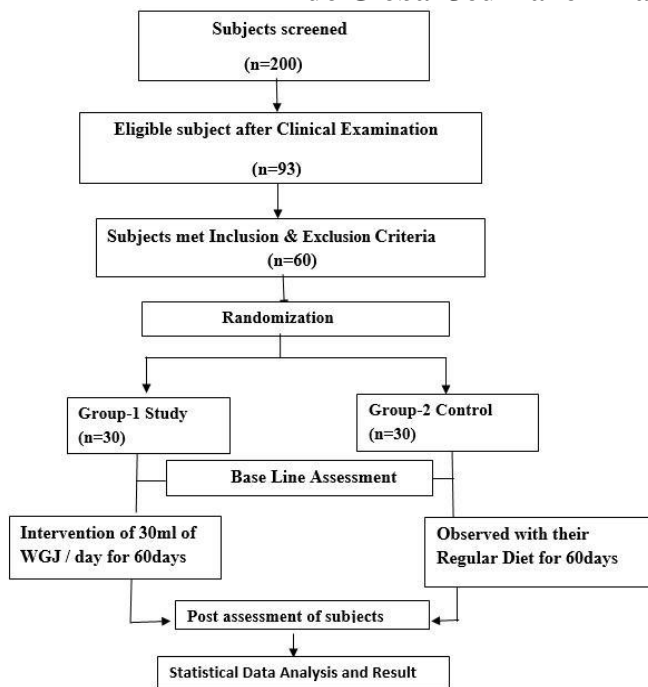 Subjects screened
(n=200)
Eligible subject after Clinical Examination
(n=93)
Subjects met Inclusion & Exclusion Criteria
(n=60)
Randomization
Group-1 Study
(n=30)
Group-2 Control
(n=30)
Base Line Assessment
Intervention of 30ml of
WGJ / day for 60days
Observed with their
Regular Diet for 60days
Post assessment of subjects
Statistical Data Analysis and Result